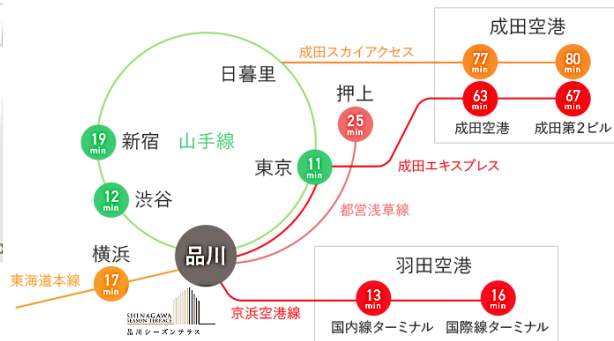 成田空港
成田スカイアクセス
77
min
80
min
日暮里
押上
63
min
67
min
25
min
成田空港
成田第2ビル
19
min
新宿
山手線
東京
11
min
成田エキスプレス
12
min
渋谷
都営浅草線
品川
横浜
羽田空港
東海道本線
17
min
13
min
16
min
京浜空港線
SHINAGAWA
SEASON TERRACE
品川シーズンテラス
国内線ターミナル
国際線ターミナル